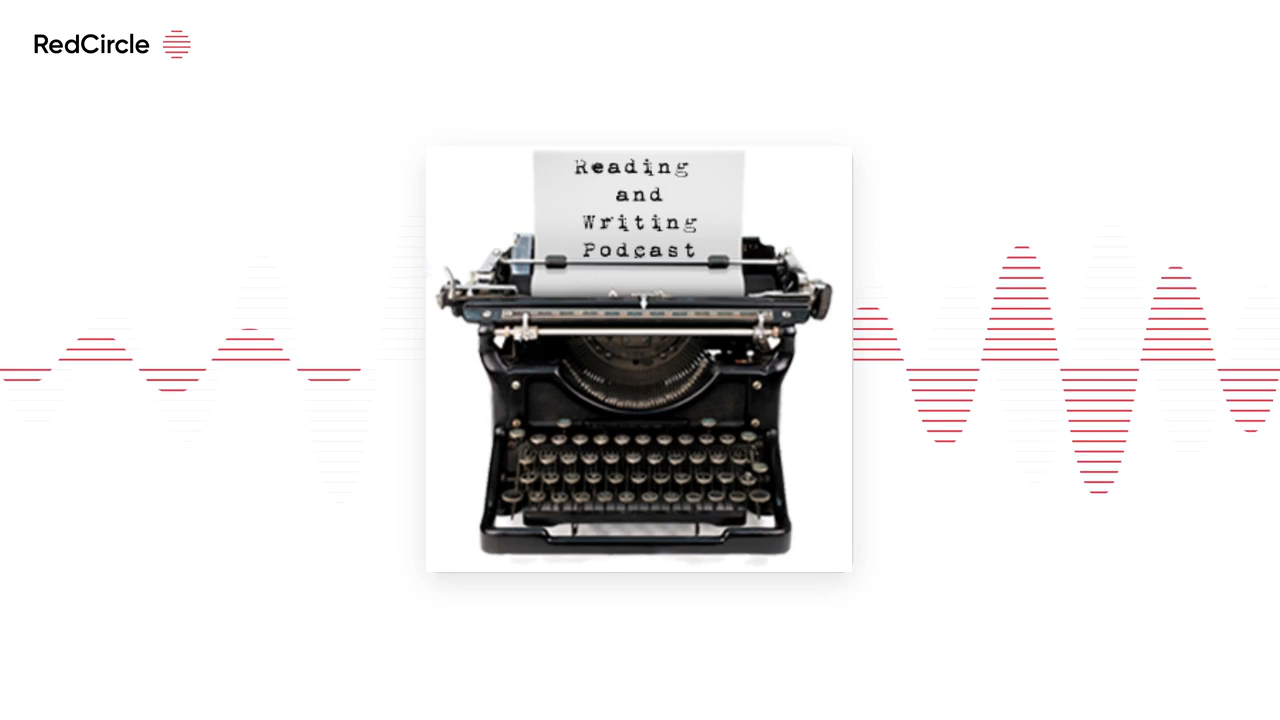 RedCircle
Reading
and
Writing
Podcast